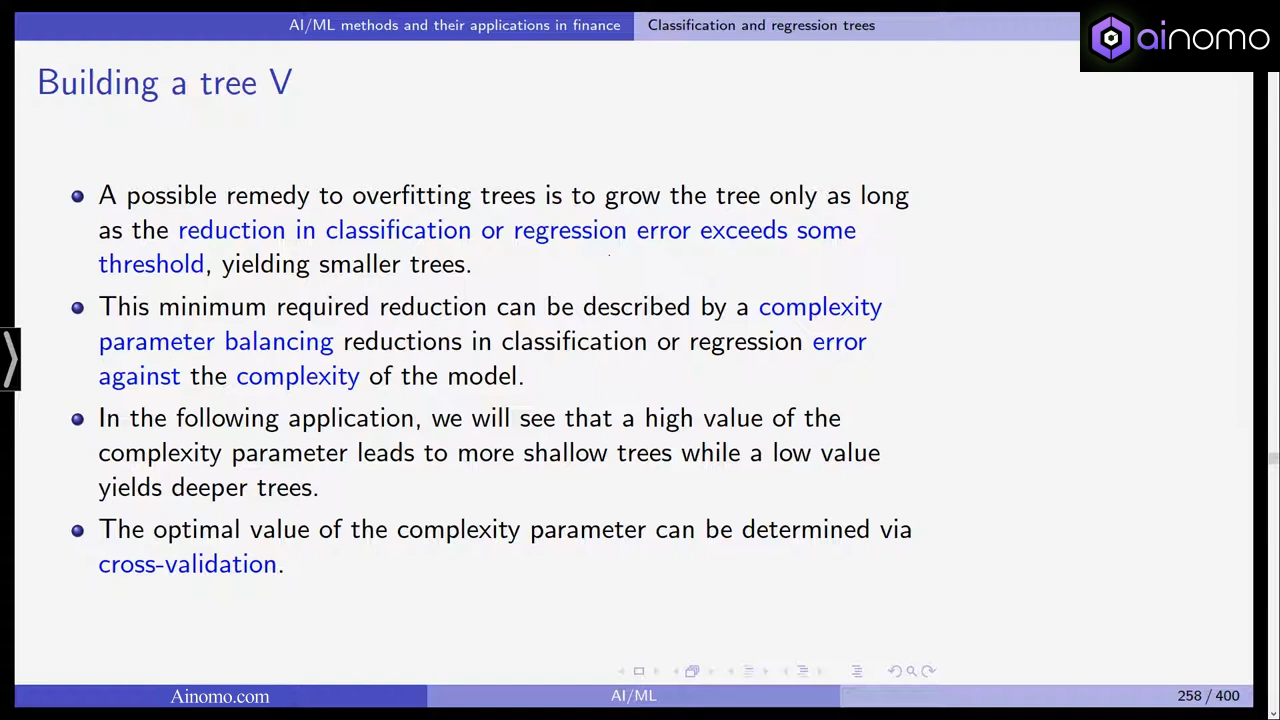 AI/ML methods and their applications in finance Classification and regression trees
ainomo
Building a tree V
A possible remedy to overfitting trees is to grow the tree only as long
as the reduction in classification or regression error exceeds some
threshold, yielding smaller trees.
This minimum required reduction can be described by a complexity
parameter balancing reductions in classification or regression error
against the complexity of the model.
In the following application, we will see that a high value of the
complexity parameter leads to more shallow trees while a low value
yields deeper trees.
The optimal value of the complexity parameter can be determined via
cross-validation.
Ainomo.com AI/ML 258 / 400